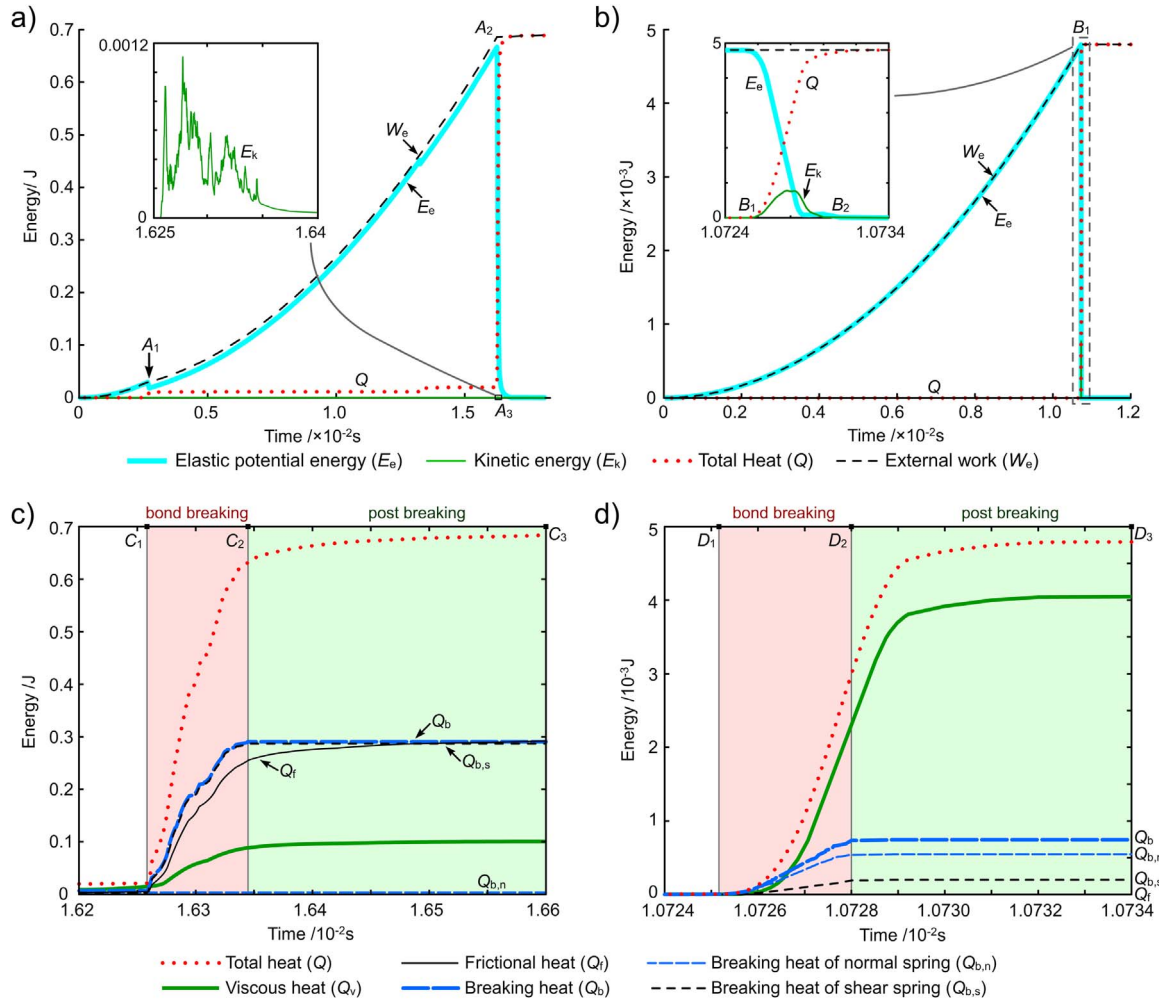 a)
0.7
0.6
0.5
0.4
0.3
0.2
0.1
0
Energy/ J
0.0012
0
1.625
1.64
Ek
A1
A2
A3
We
Ee
Q
0
0.5
1.0
1.5
Time /×10-2s
b)
5
4
3
2
1
0
Energy /×10-3J
5
0
1.0724
1.0734
Ee
Q
Ek
B1
B2
B1
We
Ee
Q
0
0.2
0.4
0.6
0.8
1.0
1.2
Time /×10-2s
Elastic potential energy (Ee)
Kinetic energy (Ek)
Total Heat (Q)
External work (We)
c)
bond breaking
post breaking
C1
C2
C3
0.7
0.6
0.5
0.4
0.3
0.2
0.1
0
Energy /J
Qb
Qb,s
Qf
Qb,n
1.62
1.63
1.64
1.65
1.66
Time /10-2s
d)
bond breaking
post breaking
D1
D2
D3
5
4
3
2
1
0
Energy /10-3J
Qb
Qb,n
Qb,s
Qf
1.0724
1.0726
1.0728
1.0730
1.0732
1.0734
Time /10-2s
Total heat (Q)
Frictional heat (Qf)
Breaking heat of normal spring (Qb,n)
Viscous heat (Qv)
Breaking heat (Qb)
Breaking heat of shear spring (Qb,s)